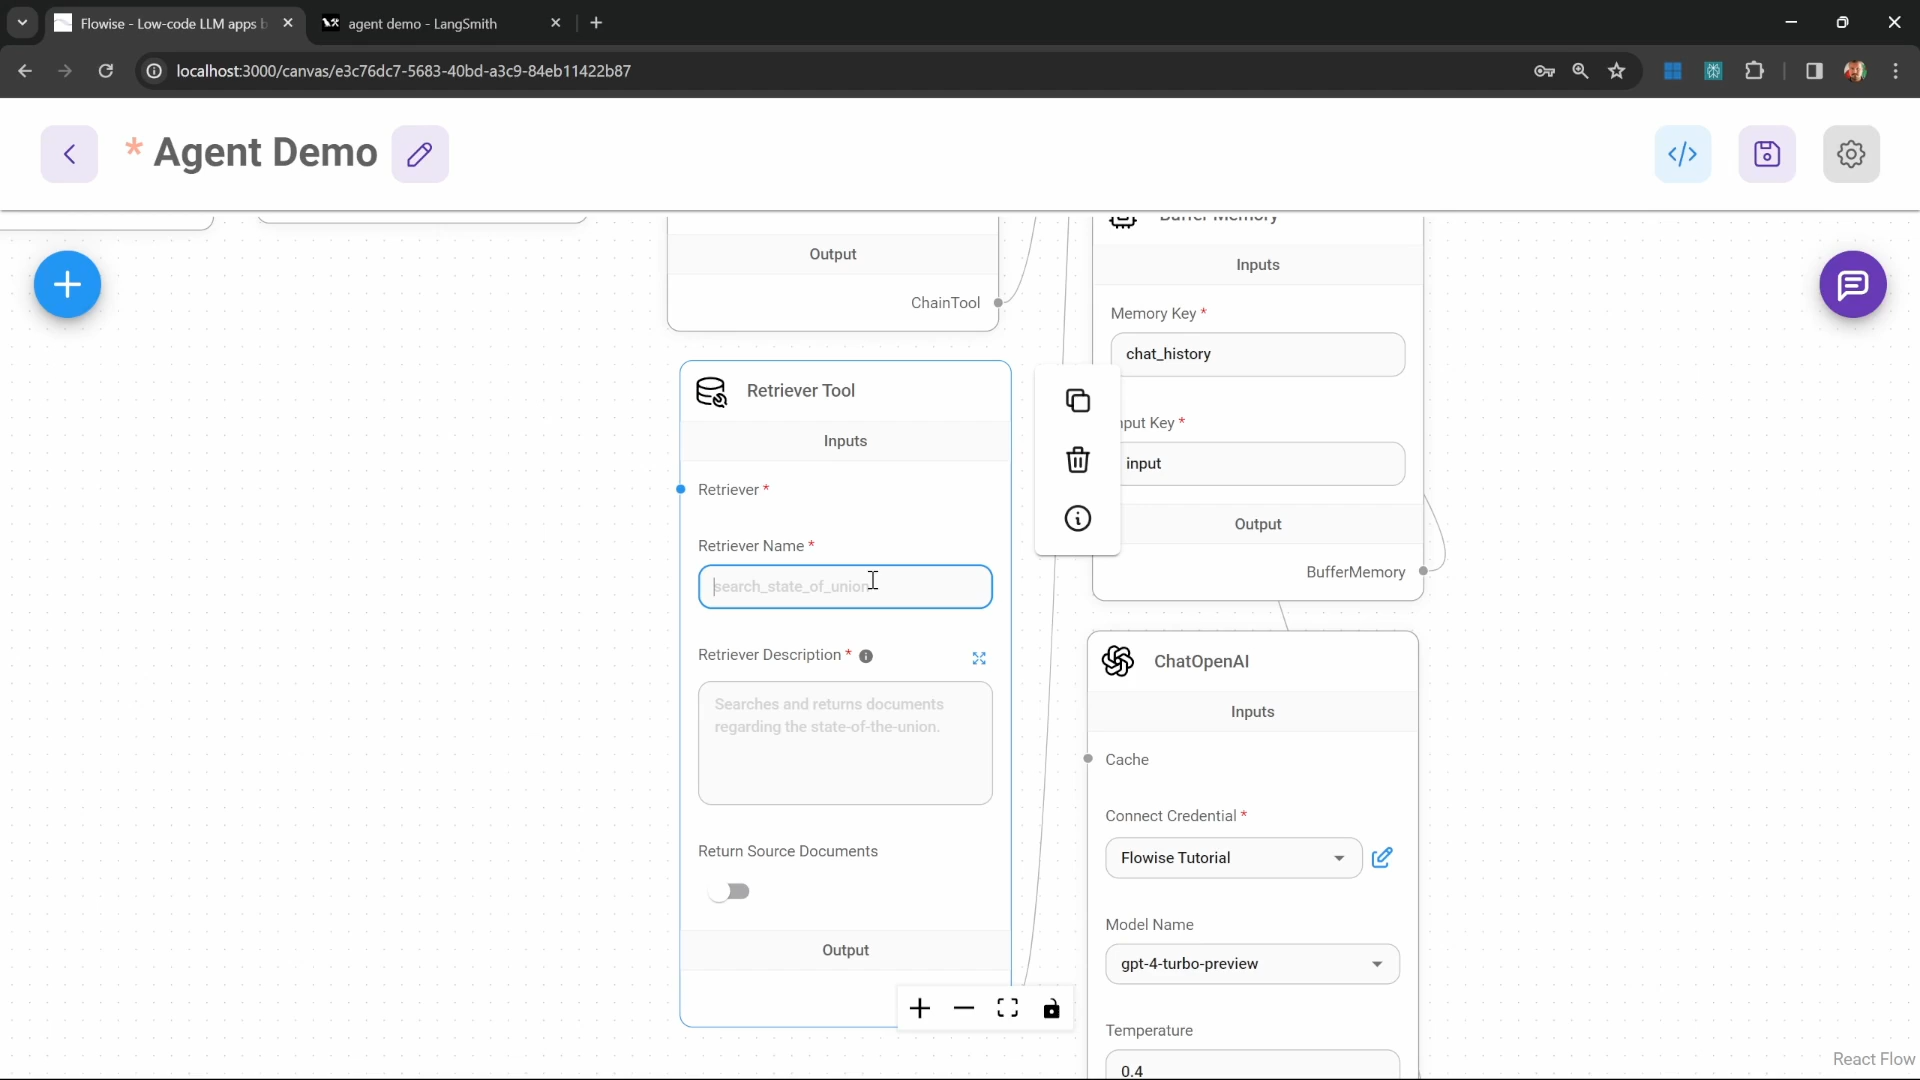 Flowise - Low-code LLM apps b
agent demo - LangSmith
localhost:3000/canvas/e3c76dc7-5683-40bd-a3c9-84eb11422b87
* Agent Demo
Output
ChainTool
Retriever Tool
Inputs
Retriever *
Retriever Name *
search_state_of_union
Retriever Description *
Searches and returns documents
regarding the state-of-the-union.
Return Source Documents
Output
Buffer Memory
Inputs
Memory Key *
chat_history
nput Key *
input
Output
BufferMemory
ChatOpenAI
Inputs
Cache
Connect Credential *
Flowise Tutorial
Model Name
gpt-4-turbo-preview
Temperature
0.4
React Flow